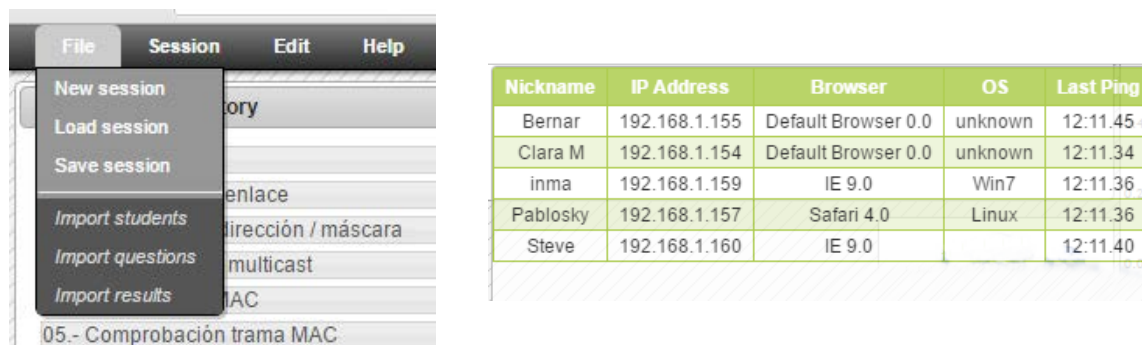 File Session Edit Help
New session
Load session
Save session
Import students
Import questions
Import results
tory
enlace
dirección / máscara
multicast
MAC
05.- Comprobación trama MAC
Nickname IP Address Browser OS Last Ping
Bernar 192.168.1.155 Default Browser 0.0 unknown 12:11.45
Clara M 192.168.1.154 Default Browser 0.0 unknown 12:11.34
inma 192.168.1.159 IE 9.0 Win7 12:11.36
Pablosky 192.168.1.157 Safari 4.0 Linux 12:11.36
Steve 192.168.1.160 IE 9.0 12:11.40